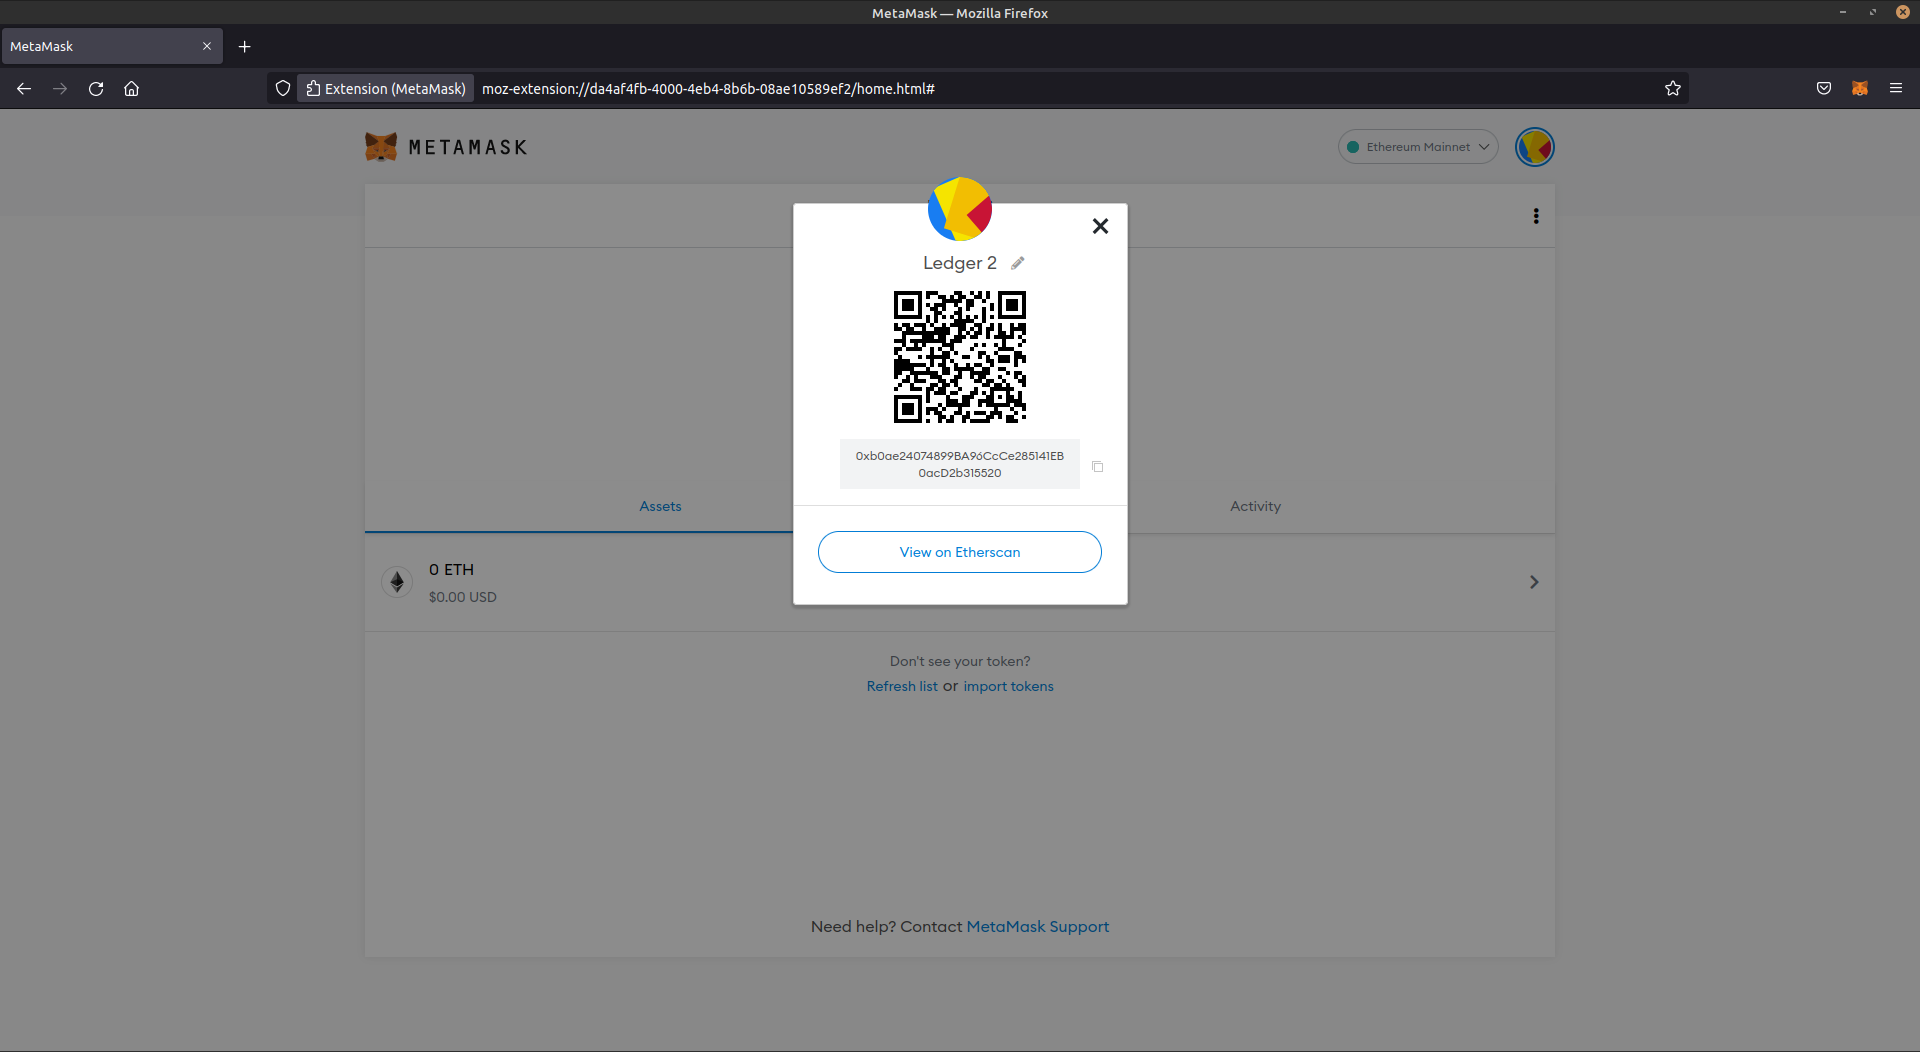 MetaMask — Mozilla Firefox
MetaMask
Extension (MetaMask)
moz-extension://da4af4fb-4000-4eb4-8b6b-08ae10589ef2/home.html#
METAMASK
Ethereum Mainnet
Ledger 2
0xb0ae24074899BA96CcCe285141EB
0acD2b315520
Assets
Activity
View on Etherscan
0 ETH
$0.00 USD
Don't see your token?
Refresh list or import tokens
Need help? Contact MetaMask Support